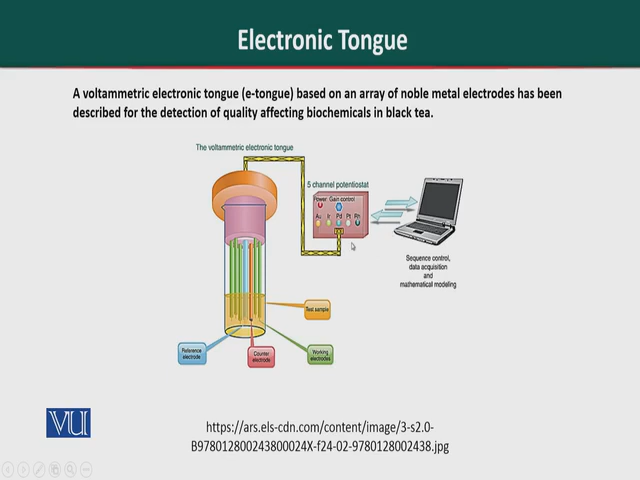 Electronic Tongue
A voltammetric electronic tongue (e-tongue) based on an array of noble metal electrodes has been
described for the detection of quality affecting biochemicals in black tea.
The voltammetric electronic tongue
5 channel potentiostat
Power Gain control
Au Ir Pd Pt Rh
Sequence control,
data acquisition
and
mathematical modeling
Test sample
Reference
electrode
Counter
electrode
Working
electrodes
VU
https://ars.els-cdn.com/content/image/3-s2.0-
B978012800243800024X-f24-02-9780128002438.jpg